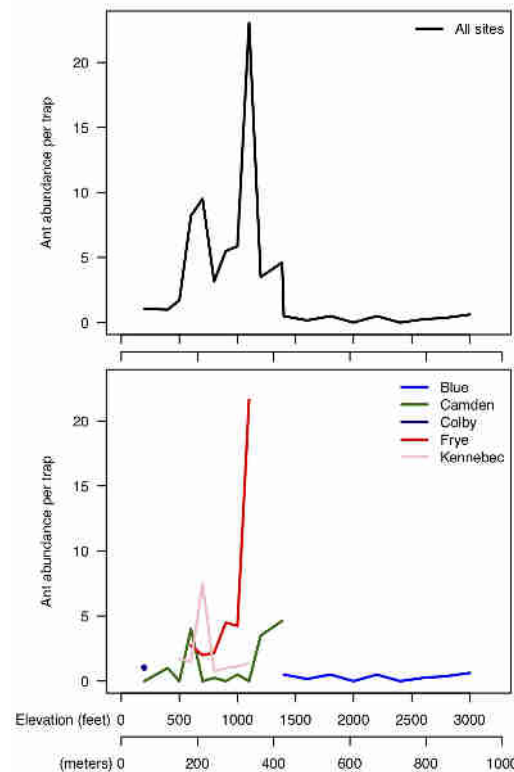 All sites
20
15
10
5
0
Ant abundance per trap
Blue
Camden
Colby
Frye
Kennebec
20
15
10
5
0
Ant abundance per trap
Elevation (feet) 0 500 1000 1500 2000 2500 3000
(meters) 0 200 400 600 800 1000